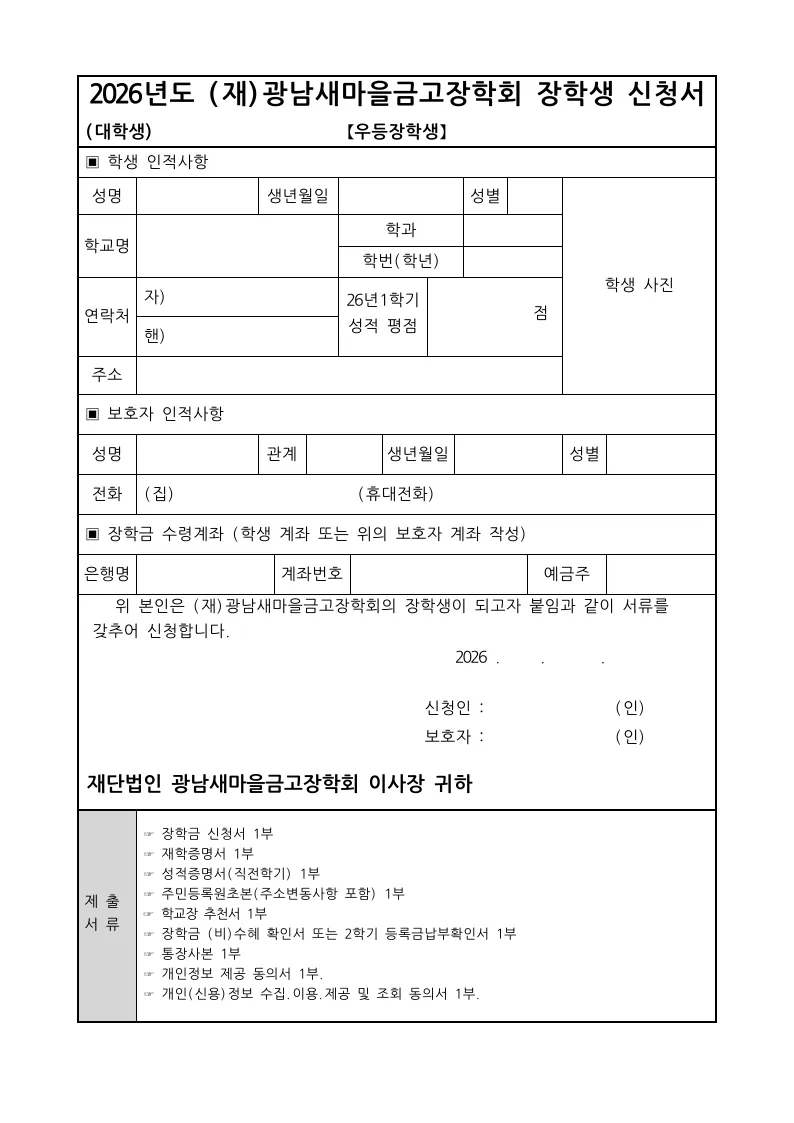 2026년도 (재)광남새마을금고장학회 장학생 신청서
(대학생) 【우등장학생】
▣ 학생 인적사항
성명 생년월일 성별
학생 사진
학교명 학과
학번(학년)
연락처 자) 26년1학기 성적 평점 점
핸)
주소
▣ 보호자 인적사항
성명 관계 생년월일 성별
전화 (집) (휴대전화)
▣ 장학금 수령계좌 (학생 계좌 또는 위의 보호자 계좌 작성)
은행명 계좌번호 예금주
위 본인은 (재)광남새마을금고장학회의 장학생이 되고자 붙임과 같이 서류를
갖추어 신청합니다.
2026 . . .
신청인 : (인)
보호자 : (인)
재단법인 광남새마을금고장학회 이사장 귀하
제 출
서 류
☞ 장학금 신청서 1부
☞ 재학증명서 1부
☞ 성적증명서(직전학기) 1부
☞ 주민등록원초본(주소변동사항 포함) 1부
☞ 학교장 추천서 1부
☞ 장학금 (비)수혜 확인서 또는 2학기 등록금납부확인서 1부
☞ 통장사본 1부
☞ 개인정보 제공 동의서 1부.
☞ 개인(신용)정보 수집.이용.제공 및 조회 동의서 1부.